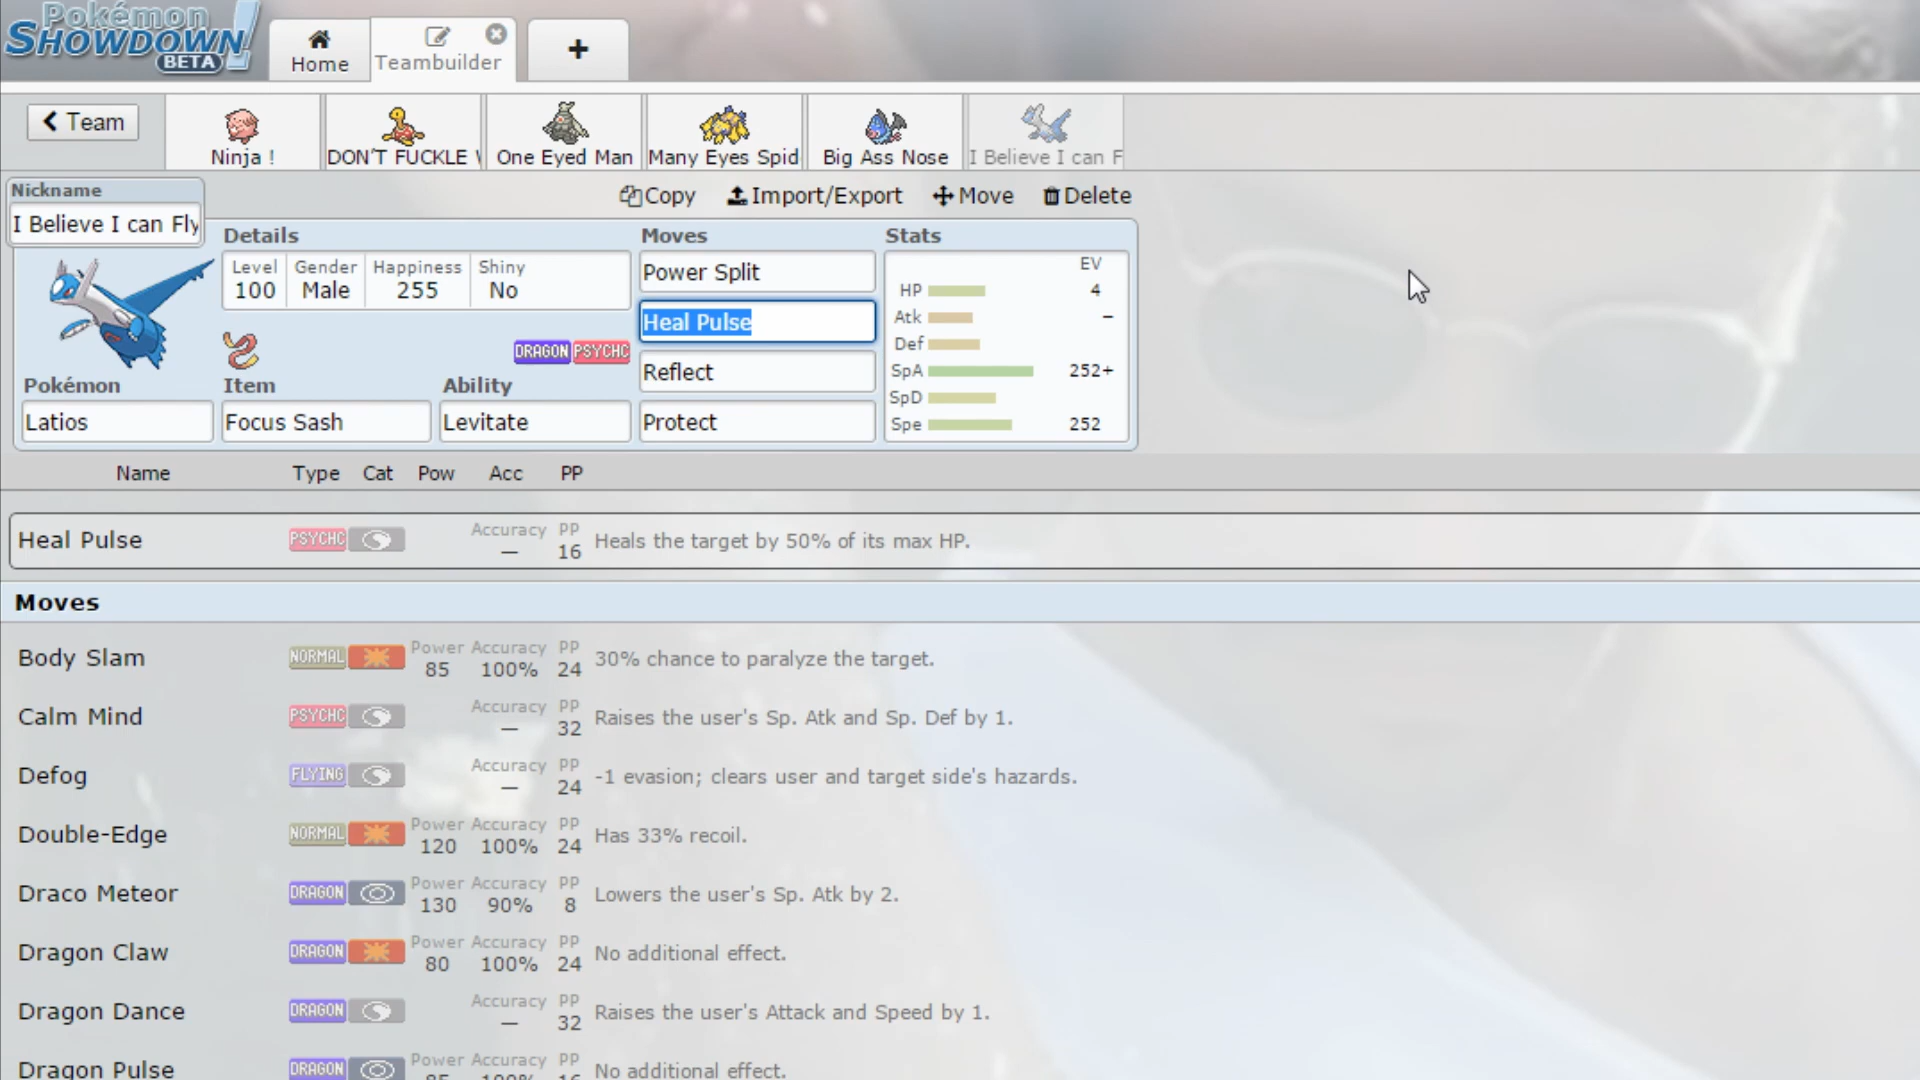 Pokémon
SHOWDOWN!
BETA
Home
Teambuilder
+
Team
Ninja !
DON'T FUCKLE
One Eyed Man
Many Eyes Spid
Big Ass Nose
I Believe I can F
Nickname
I Believe I can Fly
Copy
Import/Export
Move
Delete
Details
Level
100
Gender
Male
Happiness
255
Shiny
No
DRAGON PSYCHC
Pokémon
Latios
Item
Focus Sash
Ability
Levitate
Moves
Power Split
Heal Pulse
Reflect
Protect
Stats
EV
HP 4
Atk –
Def
SpA 252+
SpD
Spe 252
Name Type Cat Pow Acc PP
Heal Pulse PSYCHC Accuracy — PP 16 Heals the target by 50% of its max HP.
Moves
Body Slam NORMAL Power 85 Accuracy 100% PP 24 30% chance to paralyze the target.
Calm Mind PSYCHC Accuracy — PP 32 Raises the user's Sp. Atk and Sp. Def by 1.
Defog FLYING Accuracy — PP 24 -1 evasion; clears user and target side's hazards.
Double-Edge NORMAL Power 120 Accuracy 100% PP 24 Has 33% recoil.
Draco Meteor DRAGON Power 130 Accuracy 90% PP 8 Lowers the user's Sp. Atk by 2.
Dragon Claw DRAGON Power 80 Accuracy 100% PP 24 No additional effect.
Dragon Dance DRAGON Accuracy — PP 32 Raises the user's Attack and Speed by 1.
Dragon Pulse DRAGON Power 85 Accuracy 100% PP 16 No additional effect.